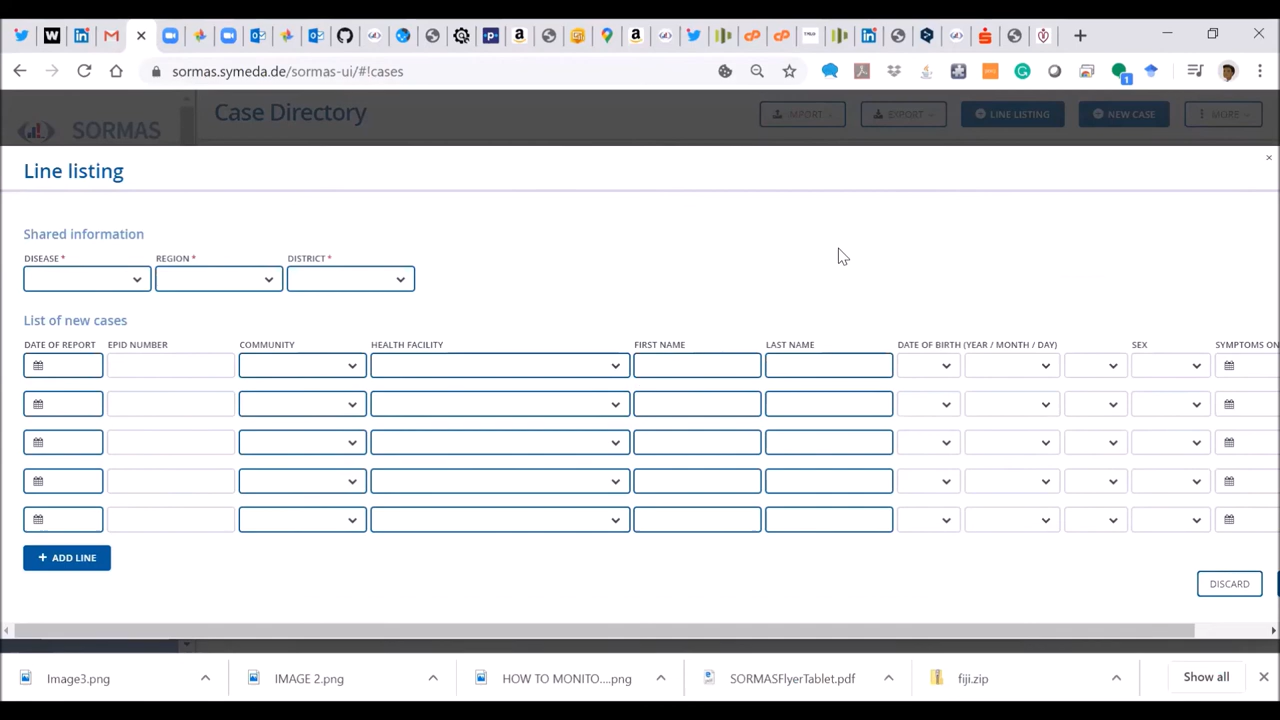 sormas.symeda.de/sormas-ui/#!cases
1
SORMAS
Case Directory
IMPORT
EXPORT
LINE LISTING
NEW CASE
MORE
Line listing
Shared information
DISEASE * REGION * DISTRICT *
List of new cases
DATE OF REPORT EPID NUMBER COMMUNITY HEALTH FACILITY FIRST NAME LAST NAME DATE OF BIRTH (YEAR / MONTH / DAY) SEX SYMPTOMS ON
+ ADD LINE
DISCARD
Image3.png IMAGE 2.png HOW TO MONITO....png SORMASFlyerTablet.pdf fiji.zip Show all